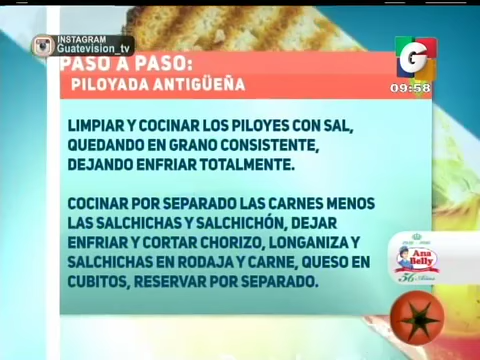 INSTAGRAM
Guatevision_tv
PASO A PASO:
PILOYADA ANTIGÜEÑA
G
09:58
LIMPIAR Y COCINAR LOS PILOYES CON SAL,
QUEDANDO EN GRANO CONSISTENTE,
DEJANDO ENFRIAR TOTALMENTE.
COCINAR POR SEPARADO LAS CARNES MENOS
LAS SALCHICHAS Y SALCHICHÓN, DEJAR
ENFRIAR Y CORTAR CHORIZO, LONGANIZA Y
SALCHICHAS EN RODAJA Y CARNE, QUESO EN
CUBITOS, RESERVAR POR SEPARADO.
Ana
Belly
56 Años